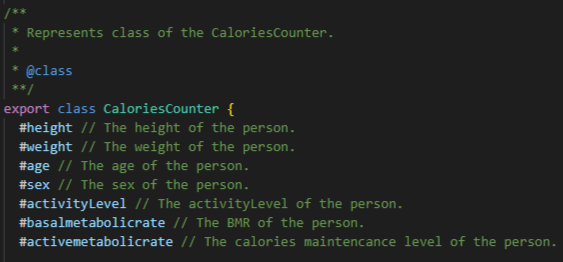 /**
 * Represents class of the CaloriesCounter.
 *
 * @class
 **/
export class CaloriesCounter {
  #height // The height of the person.
  #weight // The weight of the person.
  #age // The age of the person.
  #sex // The sex of the person.
  #activityLevel // The activityLevel of the person.
  #basalmetabolicrate // The BMR of the person.
  #activemetabolicrate // The calories maintencance level of the person.